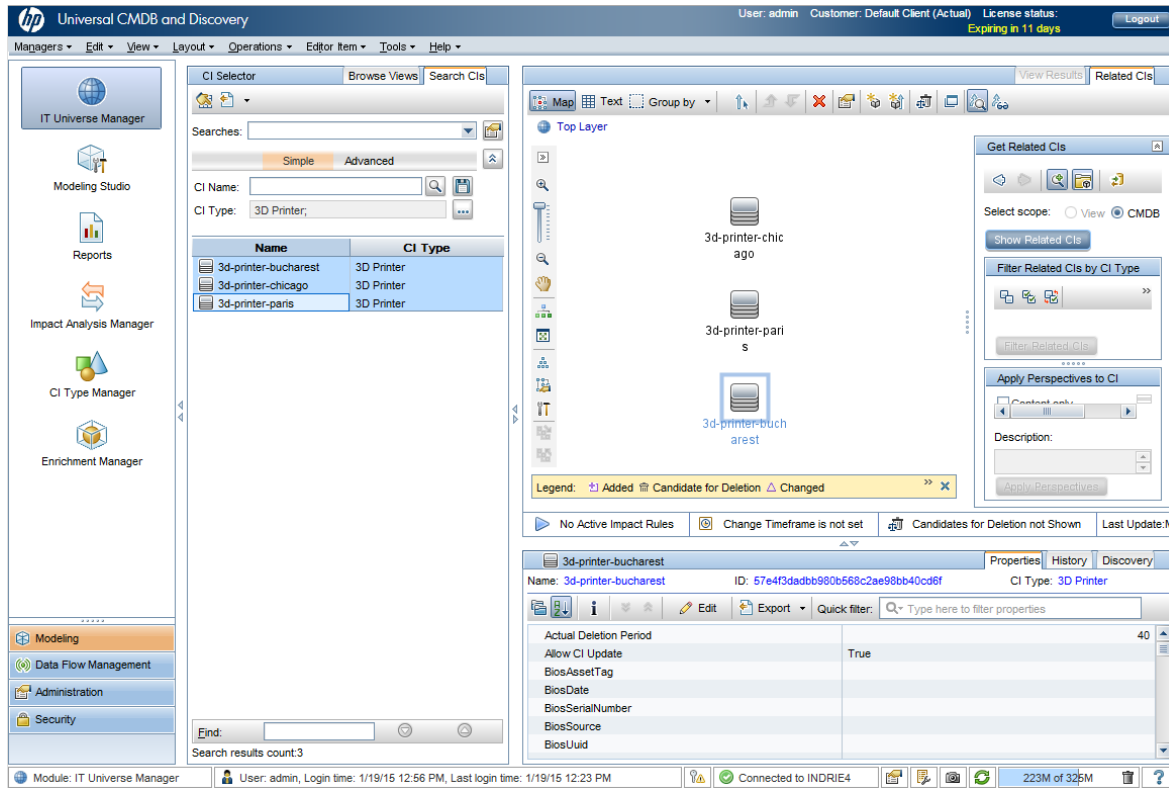 hp Universal CMDB and Discovery
User: admin Customer: Default Client (Actual) License status:
Expiring in 11 days
Logout
Managers Edit View Layout Operations Editor Item Tools Help
IT Universe Manager
Modeling Studio
Reports
Impact Analysis Manager
CI Type Manager
Enrichment Manager
Modeling
Data Flow Management
Administration
Security
CI Selector Browse Views Search CIs
Searches:
Simple Advanced
CI Name:
CI Type: 3D Printer; ...
Name CI Type
3d-printer-bucharest 3D Printer
3d-printer-chicago 3D Printer
3d-printer-paris 3D Printer
Find:
Search results count:3
View Results Related CIs
Map Text Group by
Top Layer
3d-printer-chic
ago
3d-printer-pari
s
3d-printer-buch
arest
Legend: Added Candidate for Deletion Changed
Get Related CIs
Select scope: View CMDB
Show Related CIs
Filter Related CIs by CI Type
Filter Related CIs
Apply Perspectives to CI
Content only
Description:
Apply Perspectives
No Active Impact Rules Change Timeframe is not set Candidates for Deletion not Shown Last Update:
3d-printer-bucharest Properties History Discovery
Name: 3d-printer-bucharest ID: 57e4f3dadbb980b568c2ae98bb40cd6f CI Type: 3D Printer
Edit Export Quick filter: Type here to filter properties
Actual Deletion Period 40
Allow CI Update True
BiosAssetTag
BiosDate
BiosSerialNumber
BiosSource
BiosUuid
Module: IT Universe Manager User: admin, Login time: 1/19/15 12:56 PM, Last login time: 1/19/15 12:23 PM Connected to INDRIE4 223M of 325M